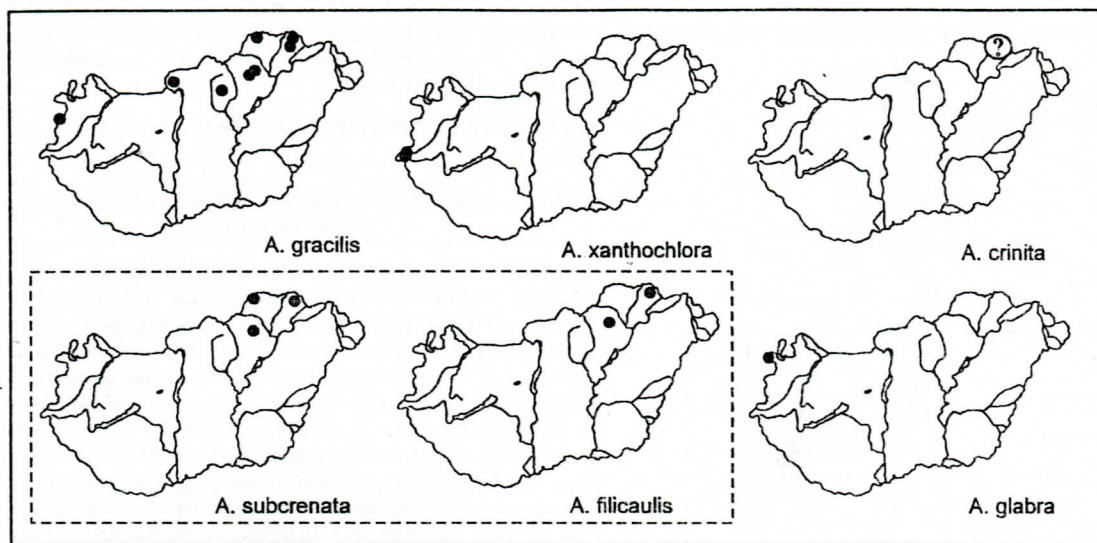 ?
A. gracilis
A. xanthochlora
A. crinita
A. subcrenata
A. filicaulis
A. glabra